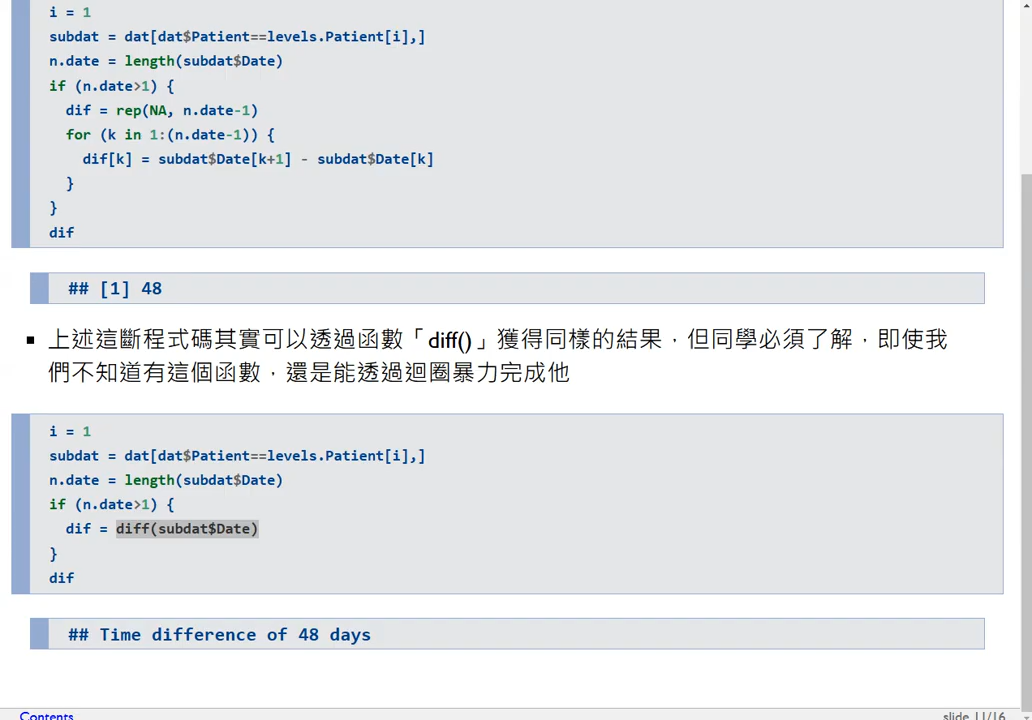 i = 1
subdat = dat[dat$Patient==levels.Patient[i],]
n.date = length(subdat$Date)
if (n.date>1) {
  dif = rep(NA, n.date-1)
  for (k in 1:(n.date-1)) {
    dif[k] = subdat$Date[k+1] - subdat$Date[k]
  }
}
dif
## [1] 48
▪ 上述這斷程式碼其實可以透過函數「diff()」獲得同樣的結果，但同學必須了解，即使我
們不知道有這個函數，還是能透過迴圈暴力完成他
i = 1
subdat = dat[dat$Patient==levels.Patient[i],]
n.date = length(subdat$Date)
if (n.date>1) {
  dif = diff(subdat$Date)
}
dif
## Time difference of 48 days
Contents slide 11/16